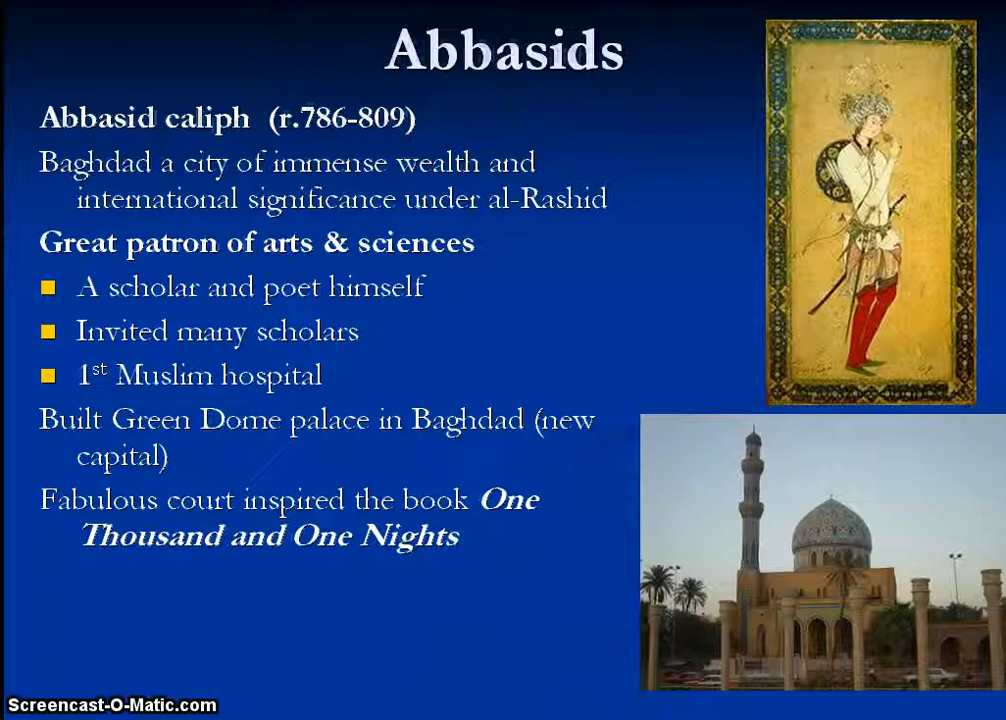 Abbasids
Abbasid caliph (r.786-809)
Baghdad a city of immense wealth and
international significance under al-Rashid
Great patron of arts & sciences
A scholar and poet himself
Invited many scholars
1st Muslim hospital
Built Green Dome palace in Baghdad (new
capital)
Fabulous court inspired the book One
Thousand and One Nights
Screencast-O-Matic.com